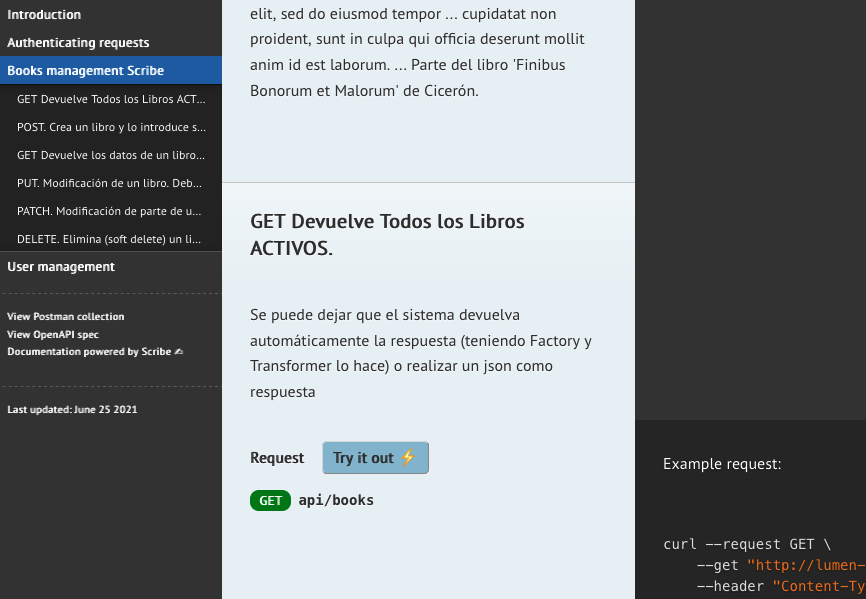 Introduction
Authenticating requests
Books management Scribe
GET Devuelve Todos los Libros ACT...
POST. Crea un libro y lo introduce s...
GET Devuelve los datos de un libro...
PUT. Modificación de un libro. Deb...
PATCH. Modificación de parte de u...
DELETE. Elimina (soft delete) un li...
User management
View Postman collection
View OpenAPI spec
Documentation powered by Scribe ✍
Last updated: June 25 2021
elit, sed do eiusmod tempor ... cupidatat non
proident, sunt in culpa qui officia deserunt mollit
anim id est laborum. ... Parte del libro 'Finibus
Bonorum et Malorum' de Cicerón.
GET Devuelve Todos los Libros
ACTIVOS.
Se puede dejar que el sistema devuelva
automáticamente la respuesta (teniendo Factory y
Transformer lo hace) o realizar un json como
respuesta
Request Try it out ⚡
GET api/books
Example request:
curl --request GET \
--get "http://lumen-
--header "Content-Ty